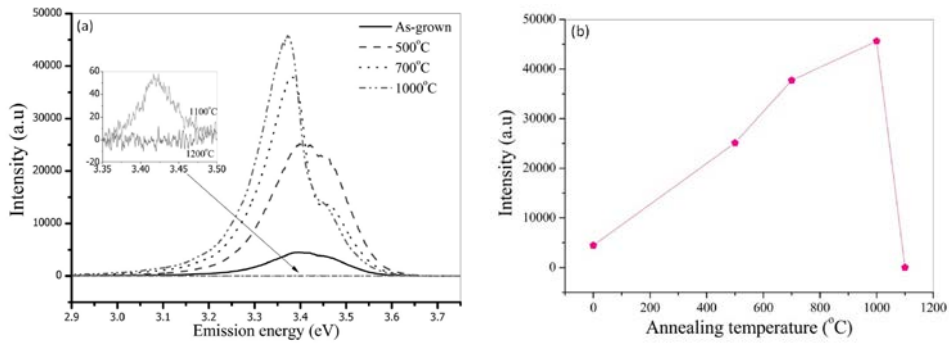 (a)
As-grown
500°C
700°C
1000°C
Intensity (a.u)
50000
40000
30000
20000
10000
0
60
40
20
0
-20
1100°C
1200°C
3.35 3.40 3.45 3.50
2.9 3.0 3.1 3.2 3.3 3.4 3.5 3.6 3.7
Emission energy (eV)
(b)
Intensity (a.u)
50000
40000
30000
20000
10000
0
0 200 400 600 800 1000 1200
Annealing temperature (°C)